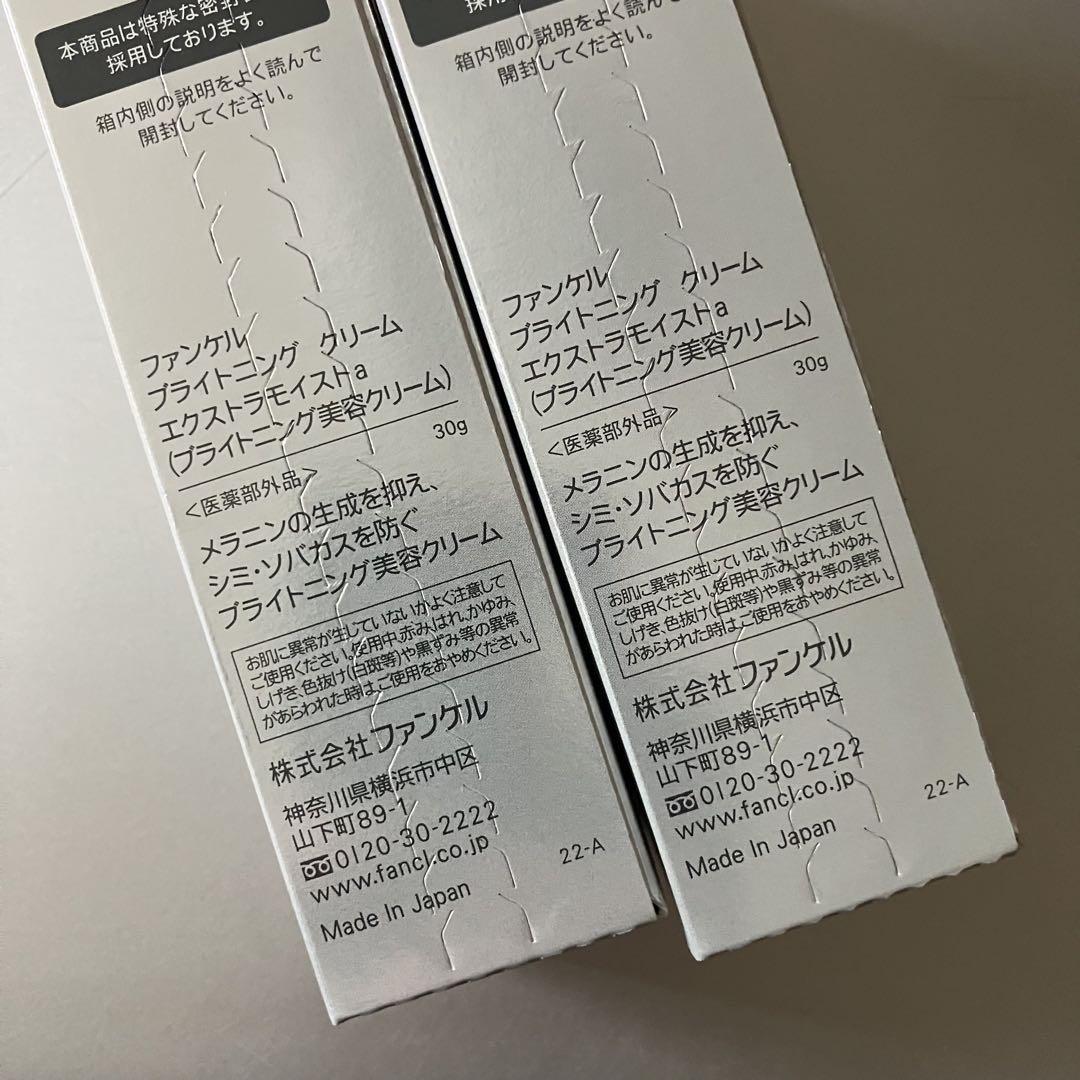 本商品は特殊な密封
採用しております。
箱内側の説明をよく読んで
開封してください。
ファンケル
ブライトニング クリーム
エクストラモイストa
(ブライトニング美容クリーム)
30g
<医薬部外品>
メラニンの生成を抑え、
シミ・ソバカスを防ぐ
ブライトニング美容クリーム
お肌に異常が生じていないかよく注意して
ご使用ください。使用中、赤み、はれ、かゆみ、
しげき、色抜け(白斑等)や黒ずみ等の異常
があらわれた時は、ご使用をおやめください
株式会社ファンケル
神奈川県横浜市中区
山下町89-1
0120-30-2222
www.fancl.co.jp
22-A
Made In Japan
採用し
箱内側の説明をよく読んで
開封してください。
ファンケル
ブライトニング クリーム
エクストラモイストa
(ブライトニング美容クリーム)
30g
<医薬部外品>
メラニンの生成を抑え、
シミ・ソバカスを防ぐ
ブライトニング美容クリーム
お肌に異常が生じていないかよく注意して
ご使用ください。使用中、赤み、はれ、かゆみ、
しげき、色抜け(白斑等)や黒ずみ等の異常
があらわれた時は、ご使用をおやめください。
株式会社ファンケル
神奈川県横浜市中区
山下町89-1
0120-30-2222
www.fancl.co.jp
22-A
Made In Japan